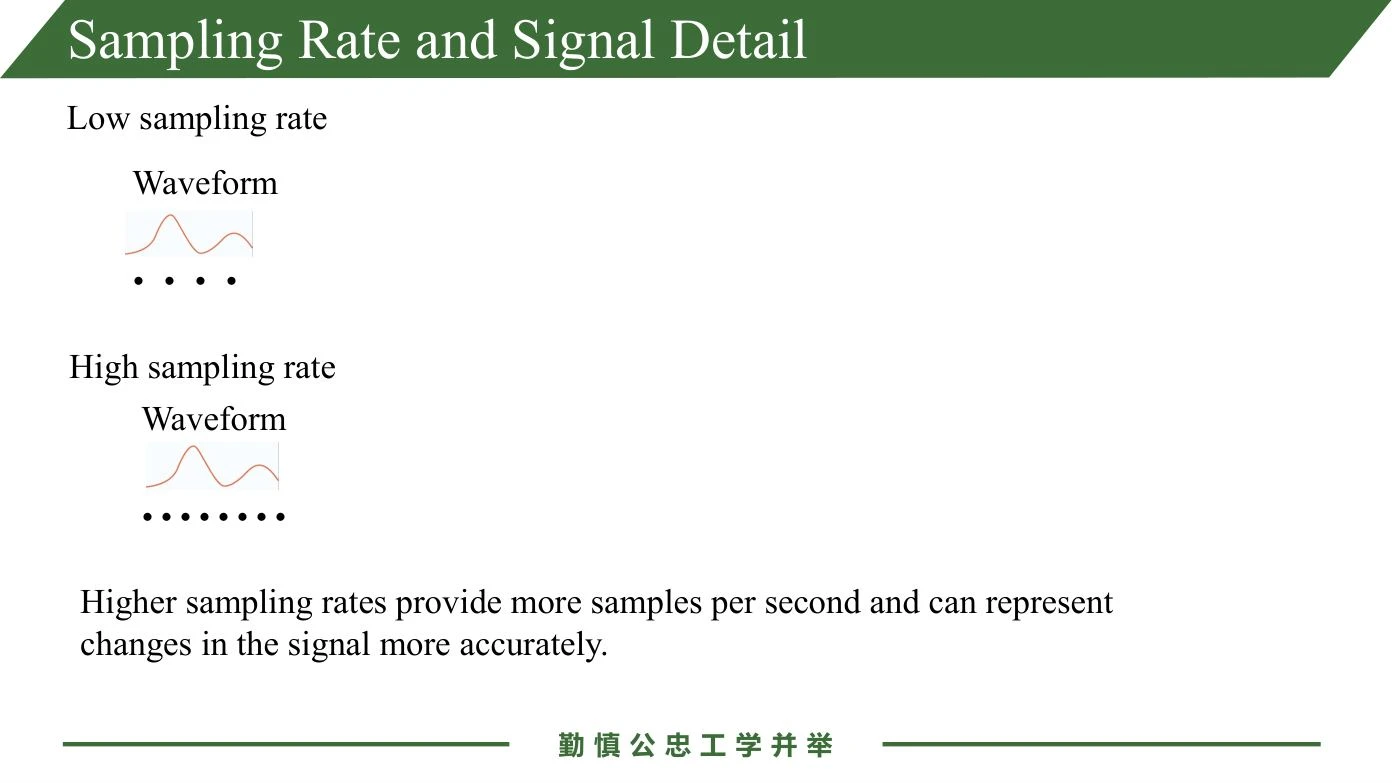 Sampling Rate and Signal Detail
Low sampling rate
Waveform
High sampling rate
Waveform
Higher sampling rates provide more samples per second and can represent
changes in the signal more accurately.
勤慎公忠工学并举